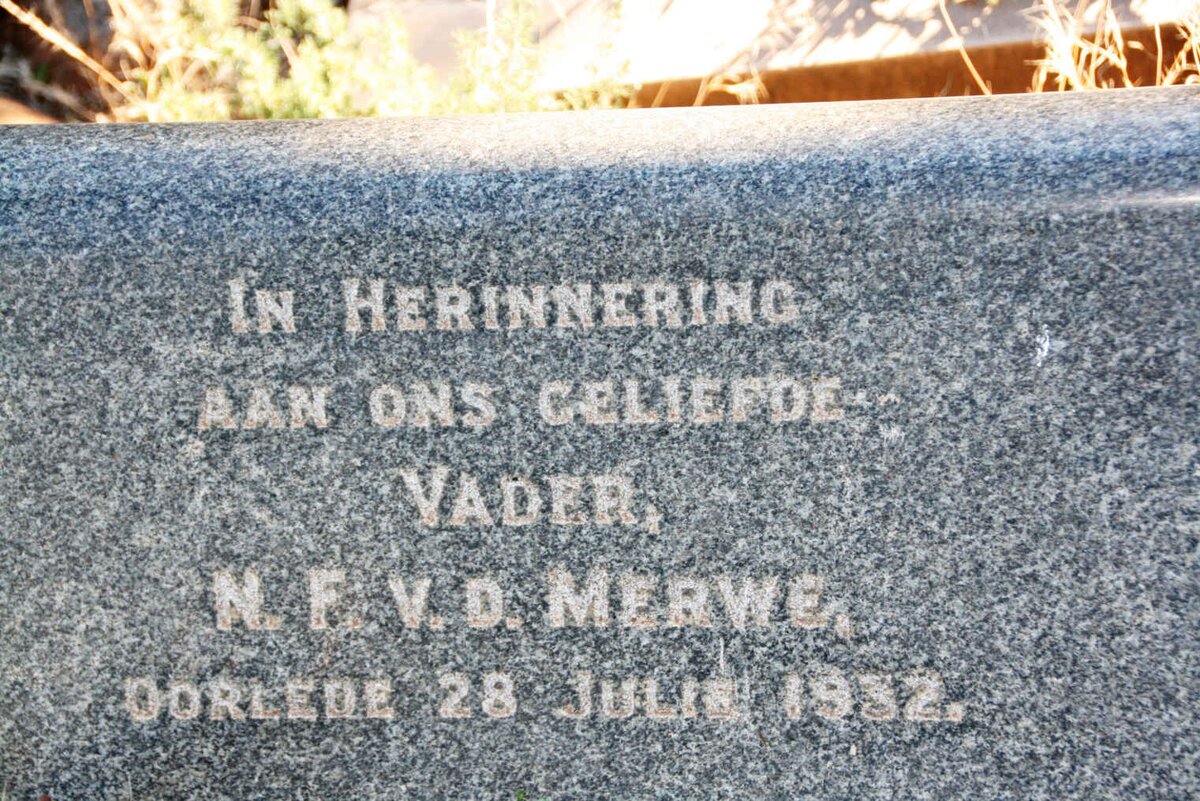 IN HERINNERING
AAN ONS GELIEFDE
VADER,
N. F. V. D. MERWE,
OORLEDE 28 JULIE 1932.